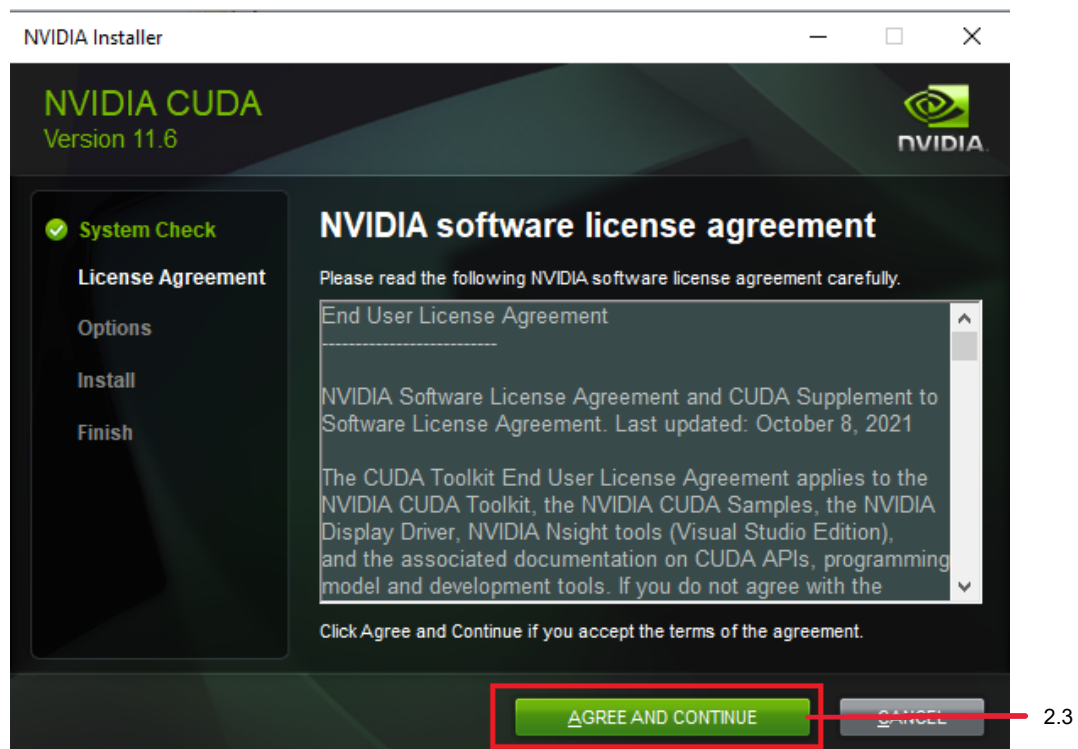 NVIDIA Installer
NVIDIA CUDA
Version 11.6
NVIDIA
System Check
License Agreement
Options
Install
Finish
NVIDIA software license agreement
Please read the following NVIDIA software license agreement carefully.
End User License Agreement
--------------------------
NVIDIA Software License Agreement and CUDA Supplement to
Software License Agreement. Last updated: October 8, 2021
The CUDA Toolkit End User License Agreement applies to the
NVIDIA CUDA Toolkit, the NVIDIA CUDA Samples, the NVIDIA
Display Driver, NVIDIA Nsight tools (Visual Studio Edition),
and the associated documentation on CUDA APIs, programming
model and development tools. If you do not agree with the
Click Agree and Continue if you accept the terms of the agreement.
AGREE AND CONTINUE
CANCEL
2.3